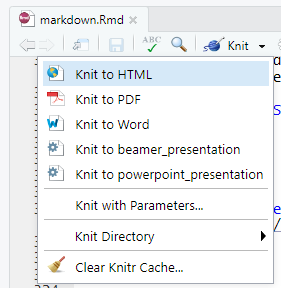 markdown.Rmd
ABC
Knit
Knit to HTML
Knit to PDF
Knit to Word
Knit to beamer_presentation
Knit to powerpoint_presentation
Knit with Parameters...
Knit Directory
Clear Knitr Cache...